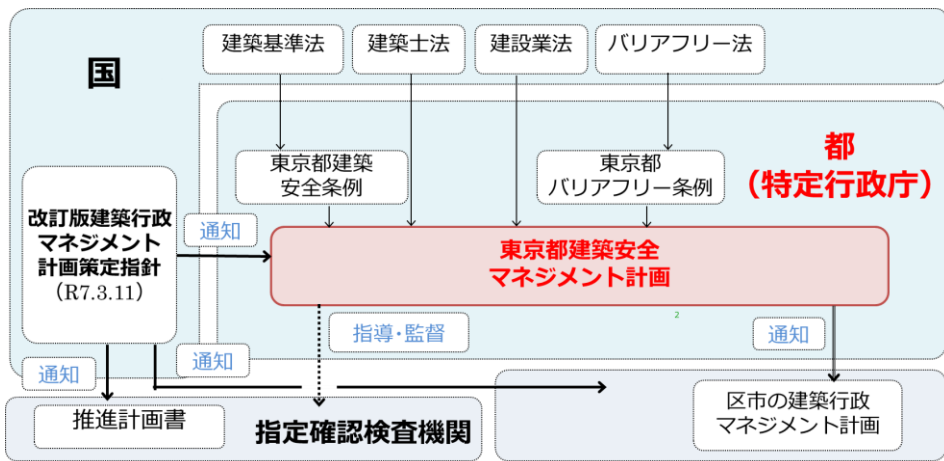 国
建築基準法
建築士法
建設業法
バリアフリー法
都
(特定行政庁)
東京都建築
安全条例
東京都
バリアフリー条例
改訂版建築行政
マネジメント
計画策定指針
(R7.3.11)
通知
東京都建築安全
マネジメント計画
2
指導・監督
通知
通知
通知
推進計画書
指定確認検査機関
区市の建築行政
マネジメント計画